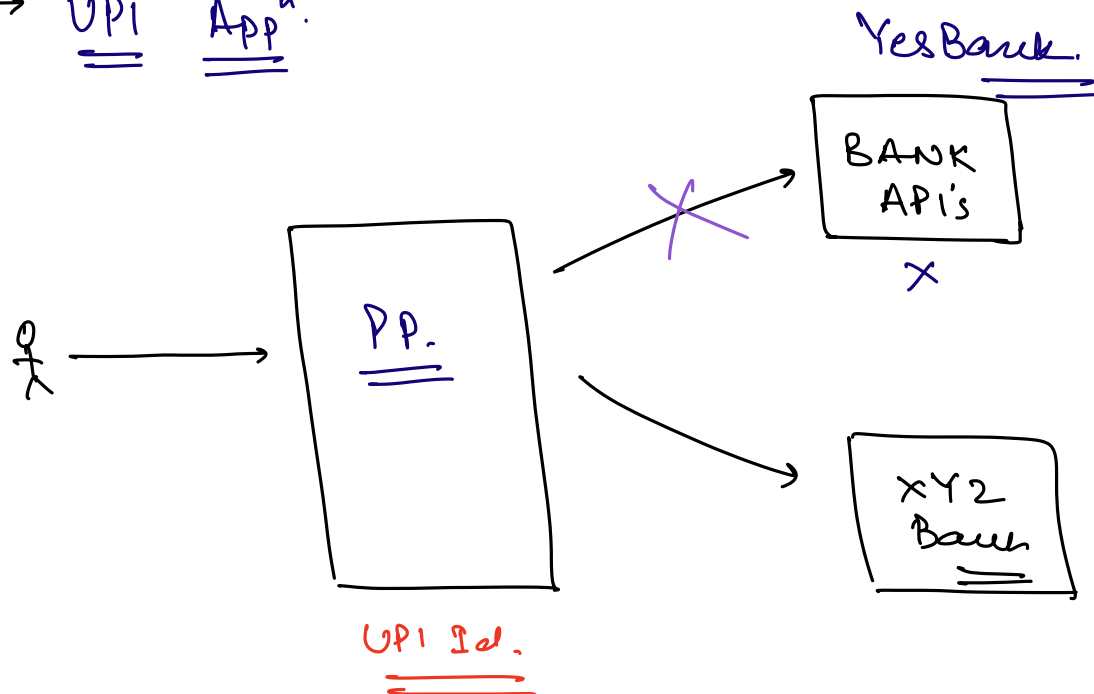 → UPI App".
YesBank.
BANK
API's
X
PP.
XYZ
Bank
UPI Id.